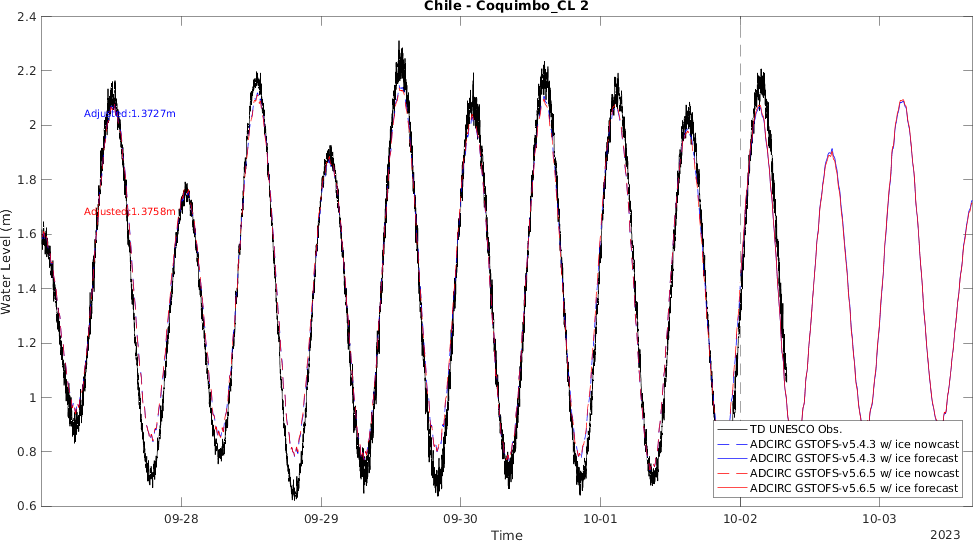 Chile - Coquimbo_CL 2
2.4
2.2
2
1.8
1.6
1.4
1.2
1
0.8
0.6
Water Level (m)
Adjusted:1.3727m
Adjusted:1.3758m
TD UNESCO Obs.
ADCIRC GSTOFS-v5.4.3 w/ ice nowcast
ADCIRC GSTOFS-v5.4.3 w/ ice forecast
ADCIRC GSTOFS-v5.6.5 w/ ice nowcast
ADCIRC GSTOFS-v5.6.5 w/ ice forecast
09-28 09-29 09-30 10-01 10-02 10-03
Time
2023